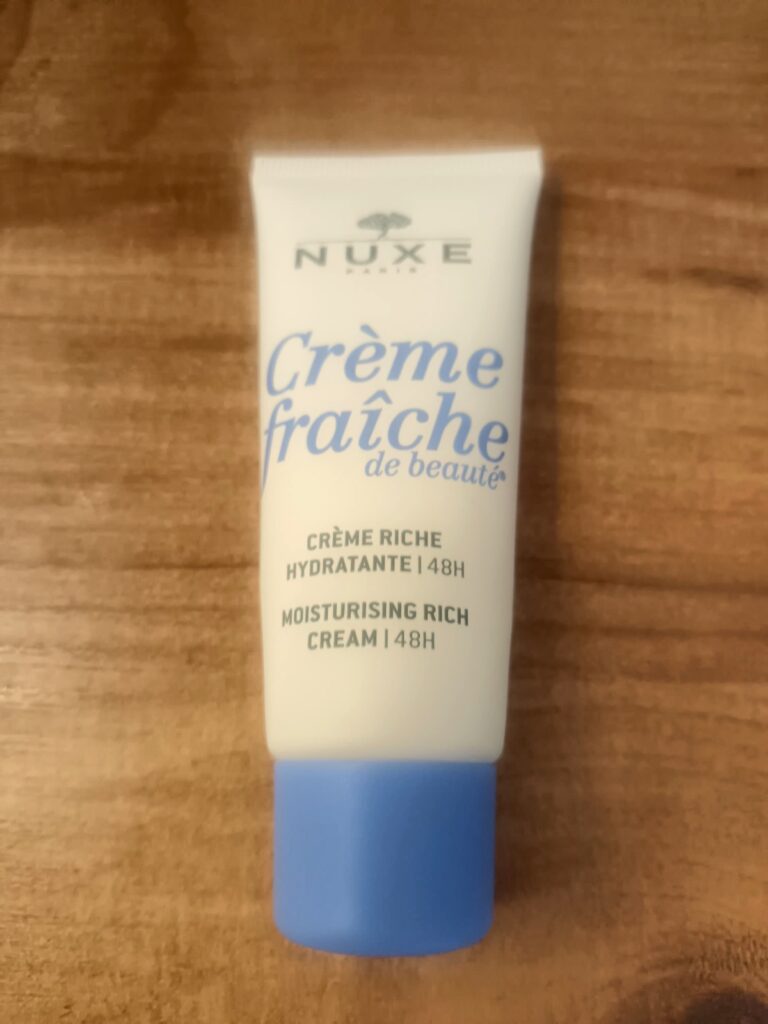 NUXE
PARIS
Crème
fraîche
de beauté®
CRÈME RICHE
HYDRATANTE | 48H
MOISTURISING RICH
CREAM | 48H